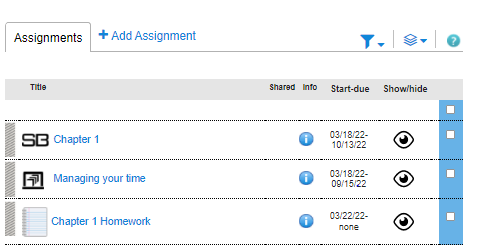 Assignments + Add Assignment ?
Title Shared Info Start-due Show/hide
SB Chapter 1 i 03/18/22-
10/13/22
Managing your time i 03/18/22-
09/15/22
Chapter 1 Homework i 03/22/22-
none